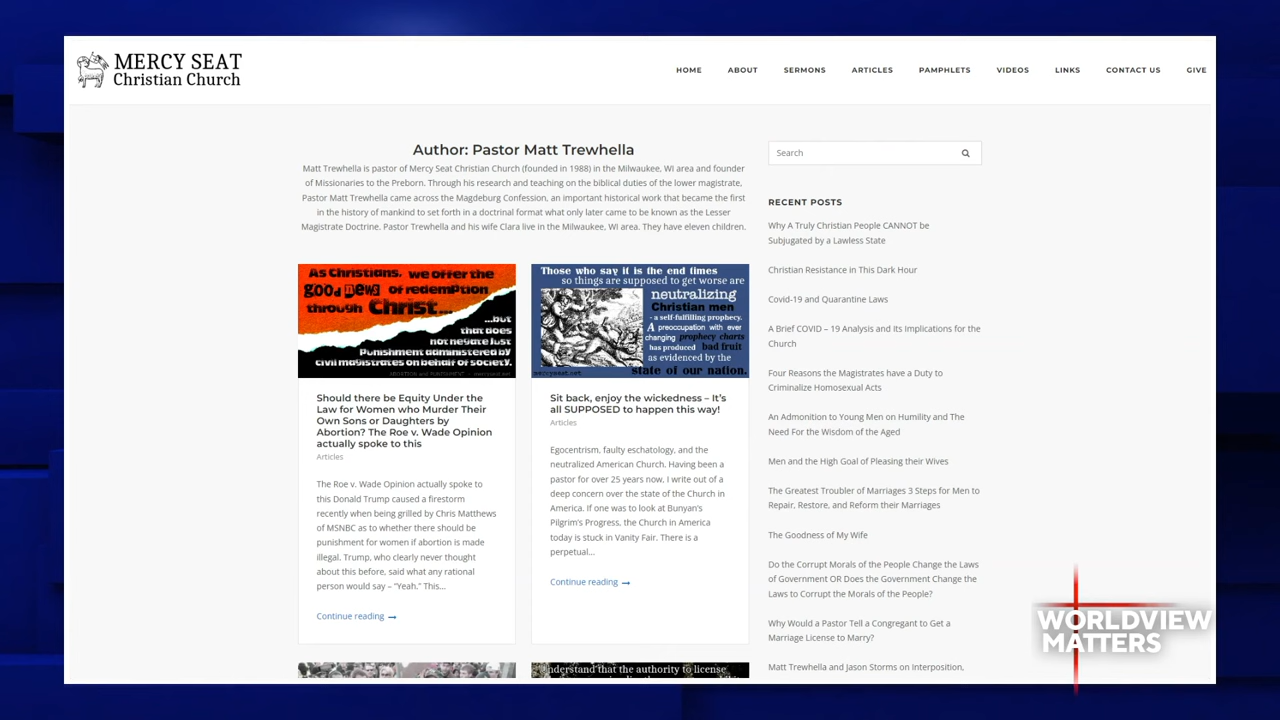 MERCY SEAT
Christian Church
HOME ABOUT SERMONS ARTICLES PAMPHLETS VIDEOS LINKS CONTACT US GIVE
Author: Pastor Matt Trewhella
Matt Trewhella is pastor of Mercy Seat Christian Church (founded in 1988) in the Milwaukee, WI area and founder
of Missionaries to the Preborn. Through his research and teaching on the biblical duties of the lower magistrate,
Pastor Matt Trewhella came across the Magdeburg Confession, an important historical work that became the first
in the history of mankind to set forth in a doctrinal format what only later came to be known as the Lesser
Magistrate Doctrine. Pastor Trewhella and his wife Clara live in the Milwaukee, WI area. They have eleven children.
As Christians, we offer the
good news of redemption
through Christ...
...but
that does
not negate just
Punishment administered by
civil magistrates on behalf of society.
ABORTION and PUNISHMENT - mercyseat.net
Should there be Equity Under the
Law for Women who Murder Their
Own Sons or Daughters by
Abortion? The Roe v. Wade Opinion
actually spoke to this
Articles
The Roe v. Wade Opinion actually spoke to
this Donald Trump caused a firestorm
recently when being grilled by Chris Matthews
of MSNBC as to whether there should be
punishment for women if abortion is made
illegal. Trump, who clearly never thought
about this before, said what any rational
person would say – “Yeah.” This...
Continue reading →
Those who say it is the end times
so things are supposed to get worse are
neutralizing
Christian men
- a self-fulfilling prophecy.
A preoccupation with ever
changing prophecy charts
has produced bad fruit
as evidenced by the
state of our nation.
mercyseat.net
Sit back, enjoy the wickedness – It’s
all SUPPOSED to happen this way!
Articles
Egocentrism, faulty eschatology, and the
neutralized American Church. Having been a
pastor for over 25 years now, I write out of a
deep concern over the state of the Church in
America. If one was to look at Bunyan’s
Pilgrim’s Progress, the Church in America
today is stuck in Vanity Fair. There is a
perpetual...
Continue reading →
understand that the authority to license
Search
RECENT POSTS
Why A Truly Christian People CANNOT be
Subjugated by a Lawless State
Christian Resistance in This Dark Hour
Covid-19 and Quarantine Laws
A Brief COVID – 19 Analysis and its Implications for the
Church
Four Reasons the Magistrates have a Duty to
Criminalize Homosexual Acts
An Admonition to Young Men on Humility and The
Need For the Wisdom of the Aged
Men and the High Goal of Pleasing their Wives
The Greatest Troubler of Marriages 3 Steps for Men to
Repair, Restore, and Reform their Marriages
The Goodness of My Wife
Do the Corrupt Morals of the People Change the Laws
of Government OR Does the Government Change the
Laws to Corrupt the Morals of the People?
Why Would a Pastor Tell a Congregant to Get a
Marriage License to Marry?
Matt Trewhella and Jason Storms on Interposition,
WORLDVIEW
MATTERS